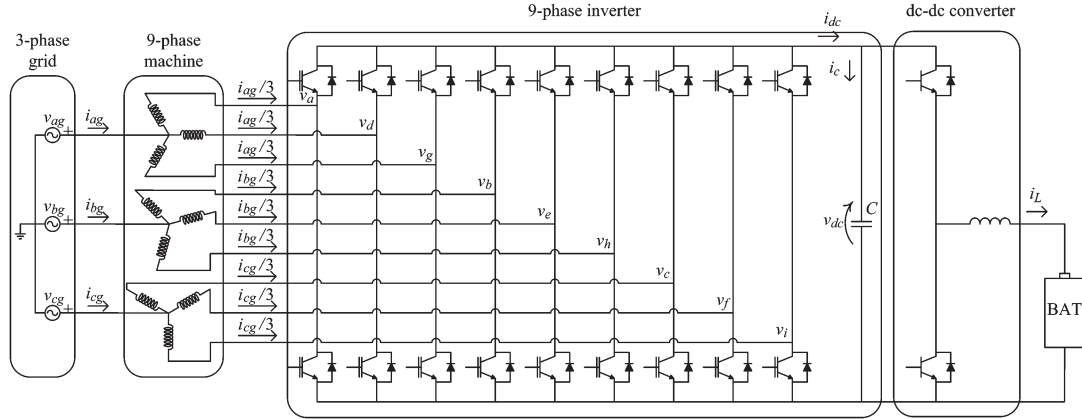 9-phase inverter
dc-dc converter
3-phase
grid
9-phase
machine
i_dc
i_c
i_ag/3
v_a
v_ag
+
i_ag
i_ag/3
v_d
i_ag/3
v_g
i_bg/3
v_b
v_bg
+
i_bg
i_bg/3
v_e
v_dc
C
i_L
i_bg/3
v_h
i_cg/3
v_c
v_cg
+
i_cg
i_cg/3
v_f
BAT
i_cg/3
v_i